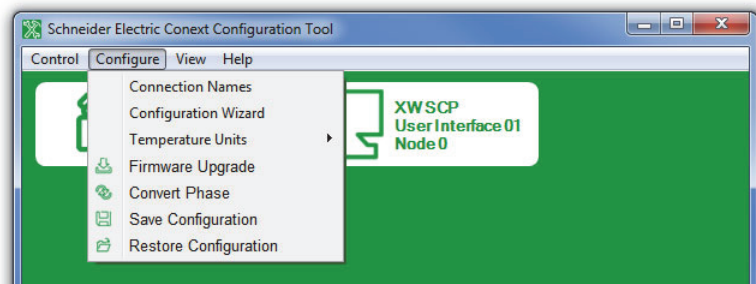 Schneider Electric Conext Configuration Tool
Control Configure View Help
Connection Names
Configuration Wizard
Temperature Units
Firmware Upgrade
Convert Phase
Save Configuration
Restore Configuration
XW SCP
User Interface 01
Node 0